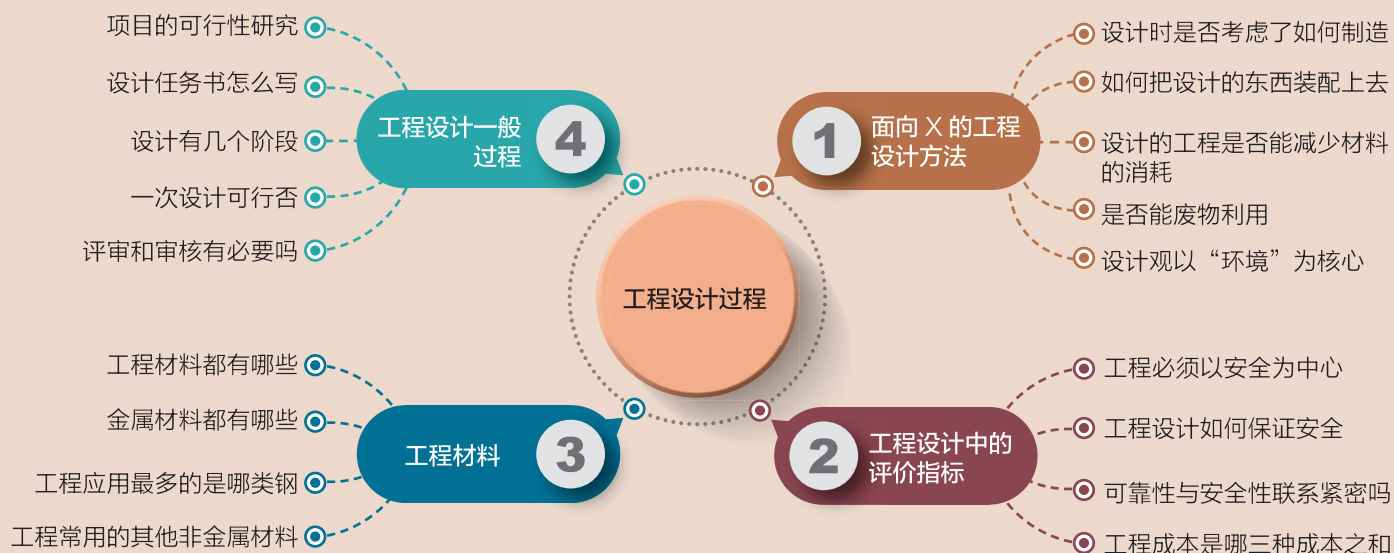 工程设计过程
1
面向 X 的工程
设计方法
设计时是否考虑了如何制造
如何把设计的东西装配上去
设计的工程是否能减少材料
的消耗
是否能废物利用
设计观以“环境”为核心
2
工程设计中的
评价指标
工程必须以安全为中心
工程设计如何保证安全
可靠性与安全性联系紧密吗
工程成本是哪三种成本之和
3
工程材料
工程材料都有哪些
金属材料都有哪些
工程应用最多的是哪类钢
工程常用的其他非金属材料
4
工程设计一般
过程
项目的可行性研究
设计任务书怎么写
设计有几个阶段
一次设计可行否
评审和审核有必要吗